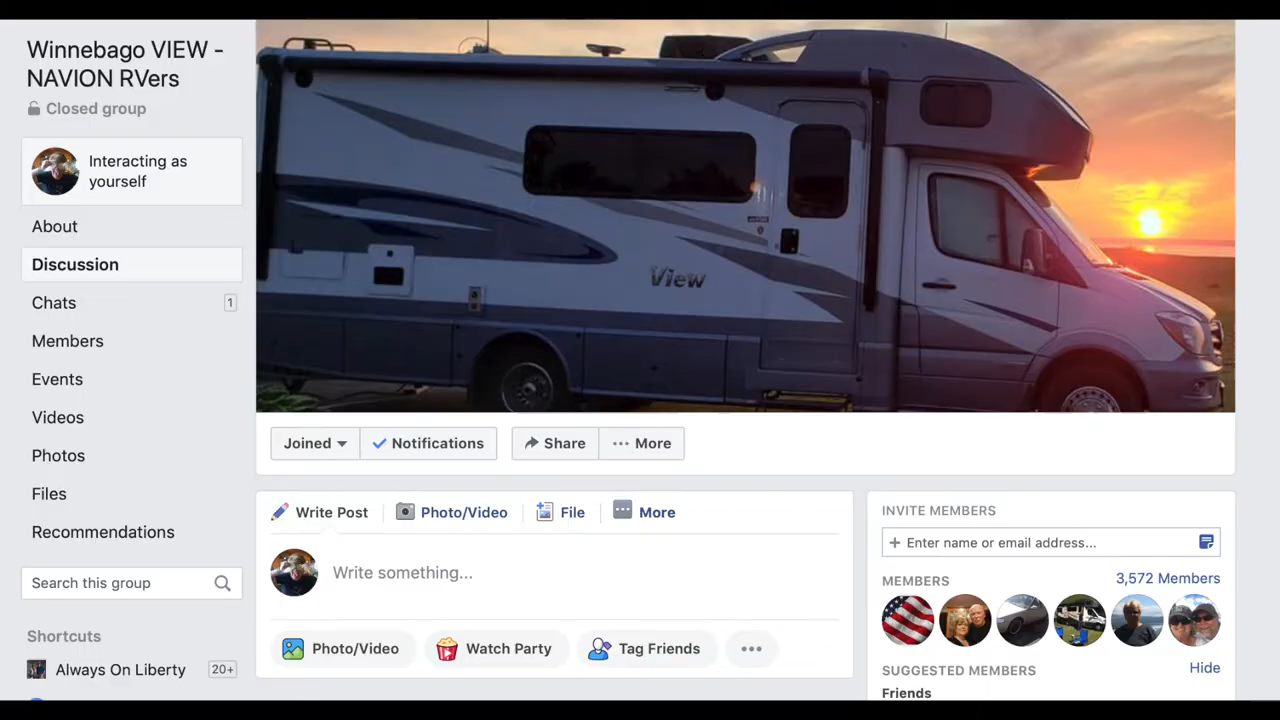 Winnebago VIEW -
NAVION RVers
Closed group
Interacting as
yourself
About
Discussion
Chats 1
Members
Events
Videos
Photos
Files
Recommendations
Search this group
Shortcuts
Always On Liberty 20+
View
Joined Notifications Share ··· More
Write Post Photo/Video File More
Write something...
Photo/Video Watch Party Tag Friends
INVITE MEMBERS
+ Enter name or email address...
MEMBERS 3,572 Members
SUGGESTED MEMBERS Hide
Friends